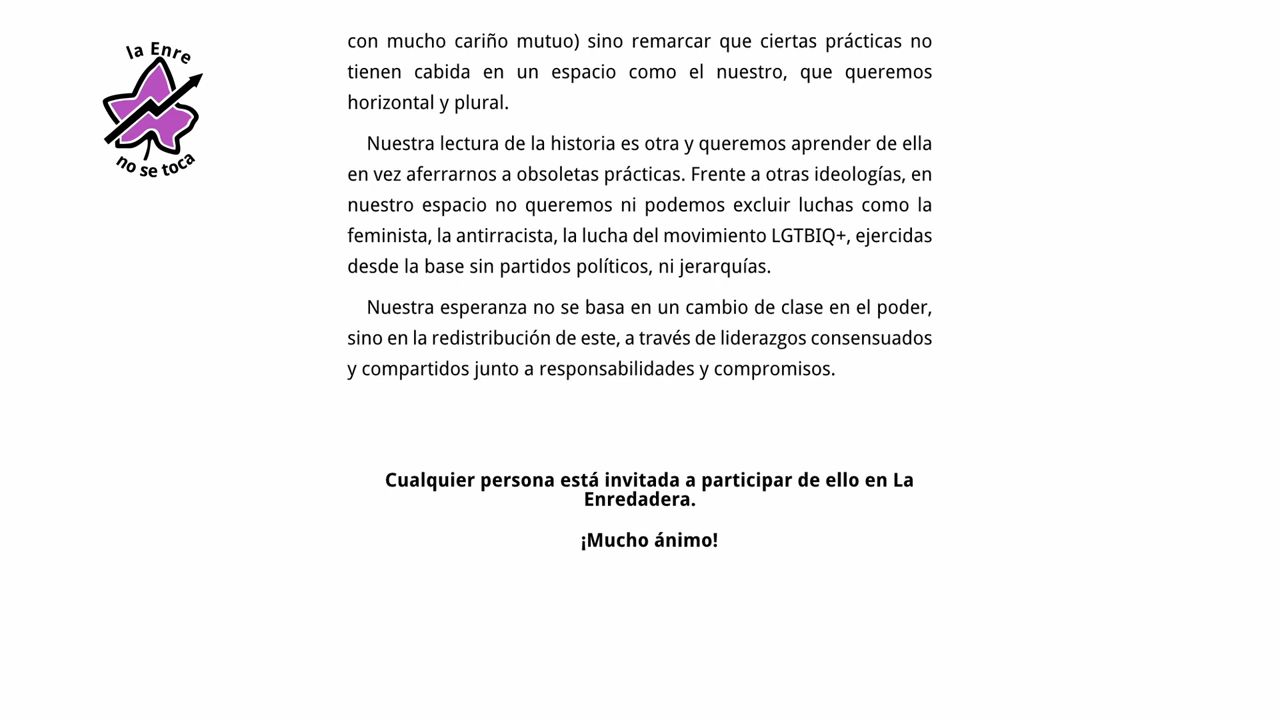 la Enre
no se toca
con mucho cariño mutuo) sino remarcar que ciertas prácticas no
tienen cabida en un espacio como el nuestro, que queremos
horizontal y plural.
Nuestra lectura de la historia es otra y queremos aprender de ella
en vez aferrarnos a obsoletas prácticas. Frente a otras ideologías, en
nuestro espacio no queremos ni podemos excluir luchas como la
feminista, la antirracista, la lucha del movimiento LGTBIQ+, ejercidas
desde la base sin partidos políticos, ni jerarquías.
Nuestra esperanza no se basa en un cambio de clase en el poder,
sino en la redistribución de este, a través de liderazgos consensuados
y compartidos junto a responsabilidades y compromisos.
Cualquier persona está invitada a participar de ello en La
Enredadera.
¡Mucho ánimo!